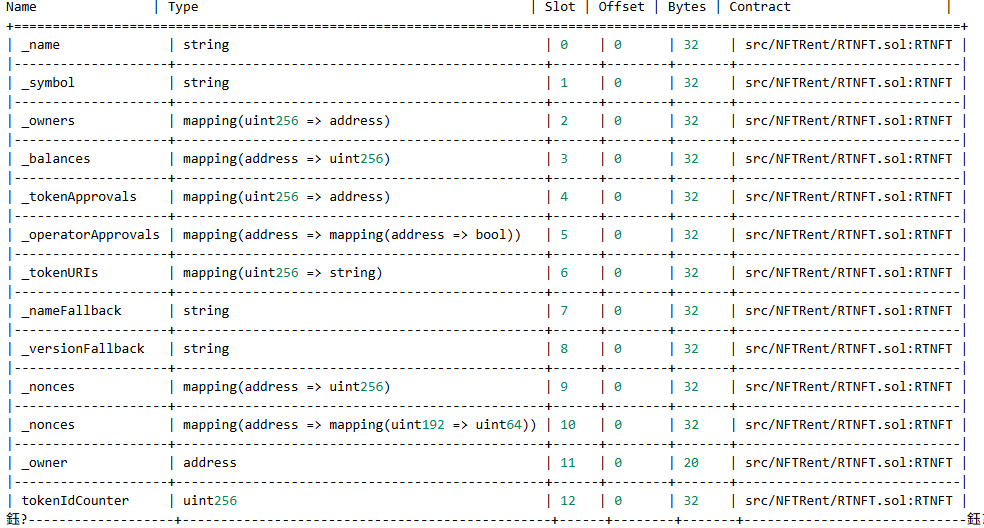 Name | Type | Slot | Offset | Bytes | Contract |
+========================================================================================================================+
| _name | string | 0 | 0 | 32 | src/NFTRent/RTNFT.sol:RTNFT |
| _symbol | string | 1 | 0 | 32 | src/NFTRent/RTNFT.sol:RTNFT |
| _owners | mapping(uint256 => address) | 2 | 0 | 32 | src/NFTRent/RTNFT.sol:RTNFT |
| _balances | mapping(address => uint256) | 3 | 0 | 32 | src/NFTRent/RTNFT.sol:RTNFT |
| _tokenApprovals | mapping(uint256 => address) | 4 | 0 | 32 | src/NFTRent/RTNFT.sol:RTNFT |
| _operatorApprovals | mapping(address => mapping(address => bool)) | 5 | 0 | 32 | src/NFTRent/RTNFT.sol:RTNFT |
| _tokenURIs | mapping(uint256 => string) | 6 | 0 | 32 | src/NFTRent/RTNFT.sol:RTNFT |
| _nameFallback | string | 7 | 0 | 32 | src/NFTRent/RTNFT.sol:RTNFT |
| _versionFallback | string | 8 | 0 | 32 | src/NFTRent/RTNFT.sol:RTNFT |
| _nonces | mapping(address => uint256) | 9 | 0 | 32 | src/NFTRent/RTNFT.sol:RTNFT |
| _nonces | mapping(address => mapping(uint192 => uint64)) | 10 | 0 | 32 | src/NFTRent/RTNFT.sol:RTNFT |
| _owner | address | 11 | 0 | 20 | src/NFTRent/RTNFT.sol:RTNFT |
| tokenIdCounter | uint256 | 12 | 0 | 32 | src/NFTRent/RTNFT.sol:RTNFT |
鈺?